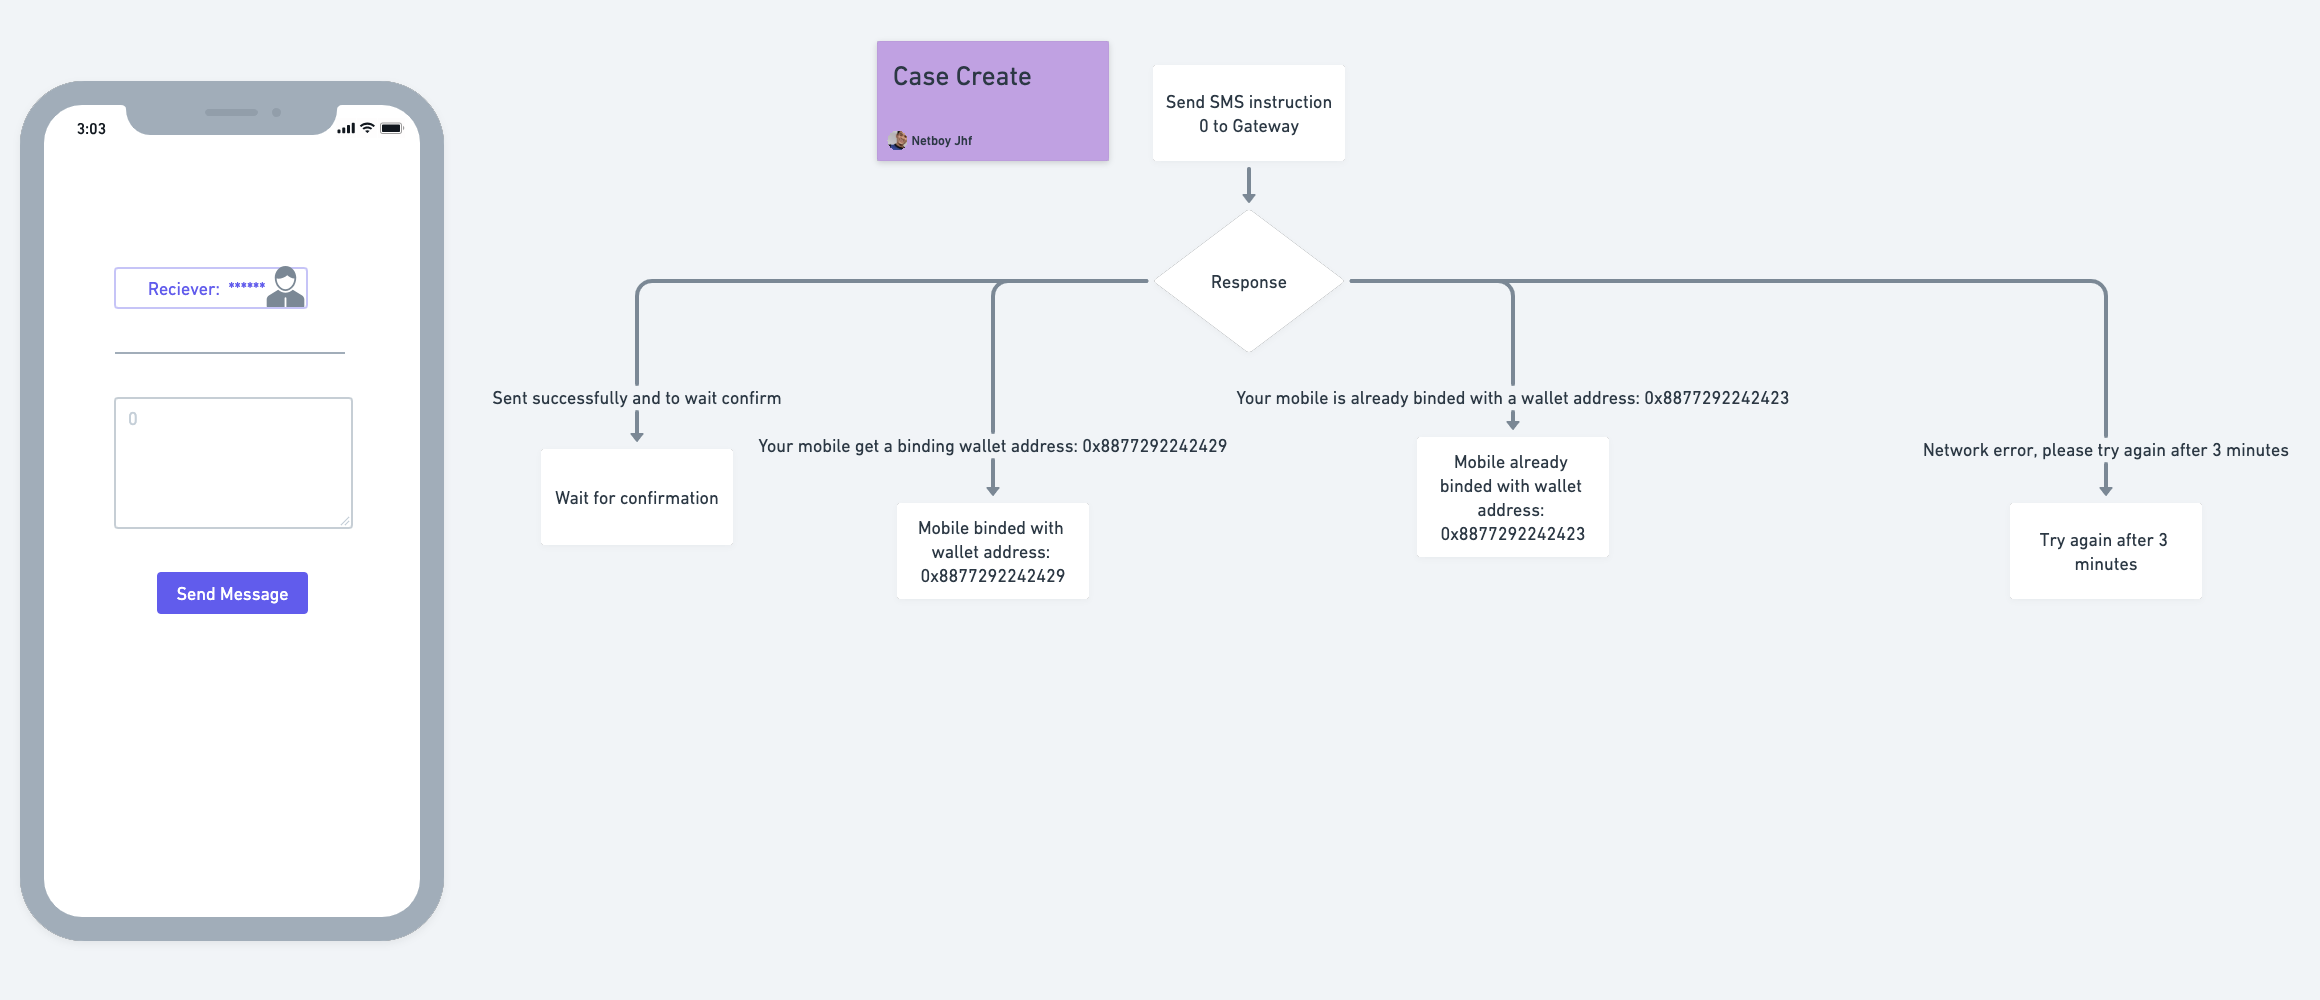 3:03
Reciever: ******
0
Send Message
Case Create
Netboy Jhf
Send SMS instruction
0 to Gateway
Response
Sent successfully and to wait confirm
Wait for confirmation
Your mobile get a binding wallet address: 0x8877292242429
Mobile binded with
wallet address:
0x8877292242429
Your mobile is already binded with a wallet address: 0x8877292242423
Mobile already
binded with wallet
address:
0x8877292242423
Network error, please try again after 3 minutes
Try again after 3
minutes